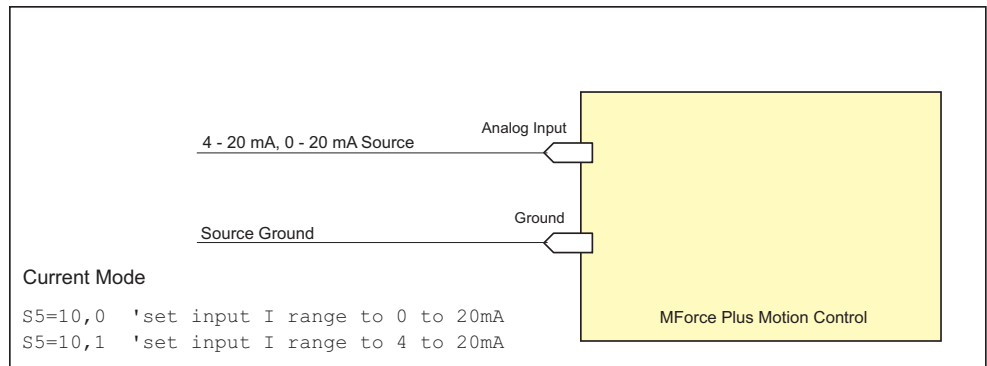 Analog Input
4 - 20 mA, 0 - 20 mA Source
Ground
Source Ground
Current Mode
S5=10,0  'set input I range to 0 to 20mA
S5=10,1  'set input I range to 4 to 20mA
MForce Plus Motion Control